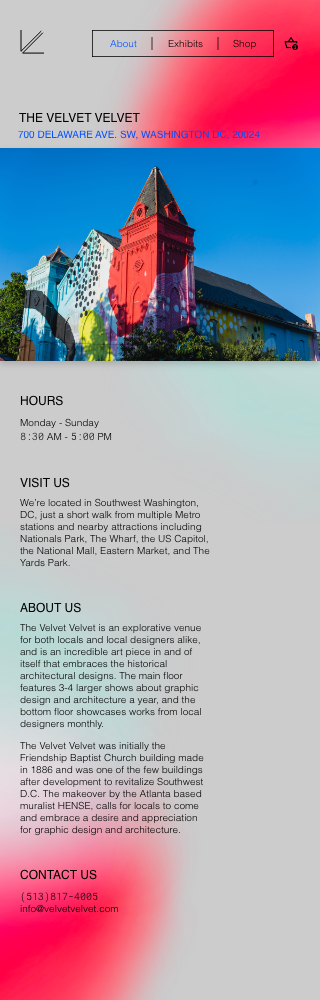 About
Exhibits
Shop
THE VELVET VELVET
700 DELAWARE AVE. SW, WASHINGTON DC, 20024
HOURS
Monday - Sunday
8:30 AM - 5:00 PM
VISIT US
We're located in Southwest Washington,
DC, just a short walk from multiple Metro
stations and nearby attractions including
Nationals Park, The Wharf, the US Capitol,
the National Mall, Eastern Market, and The
Yards Park.
ABOUT US
The Velvet Velvet is an explorative venue
for both locals and local designers alike,
and is an incredible art piece in and of
itself that embraces the historical
architectural designs. The main floor
features 3-4 larger shows about graphic
design and architecture a year, and the
bottom floor showcases works from local
designers monthly.
The Velvet Velvet was initially the
Friendship Baptist Church building made
in 1886 and was one of the few buildings
after development to revitalize Southwest
D.C. The makeover by the Atlanta based
muralist HENSE, calls for locals to come
and embrace a desire and appreciation
for graphic design and architecture.
CONTACT US
(513)817-4005
info@velvetvelvet.com